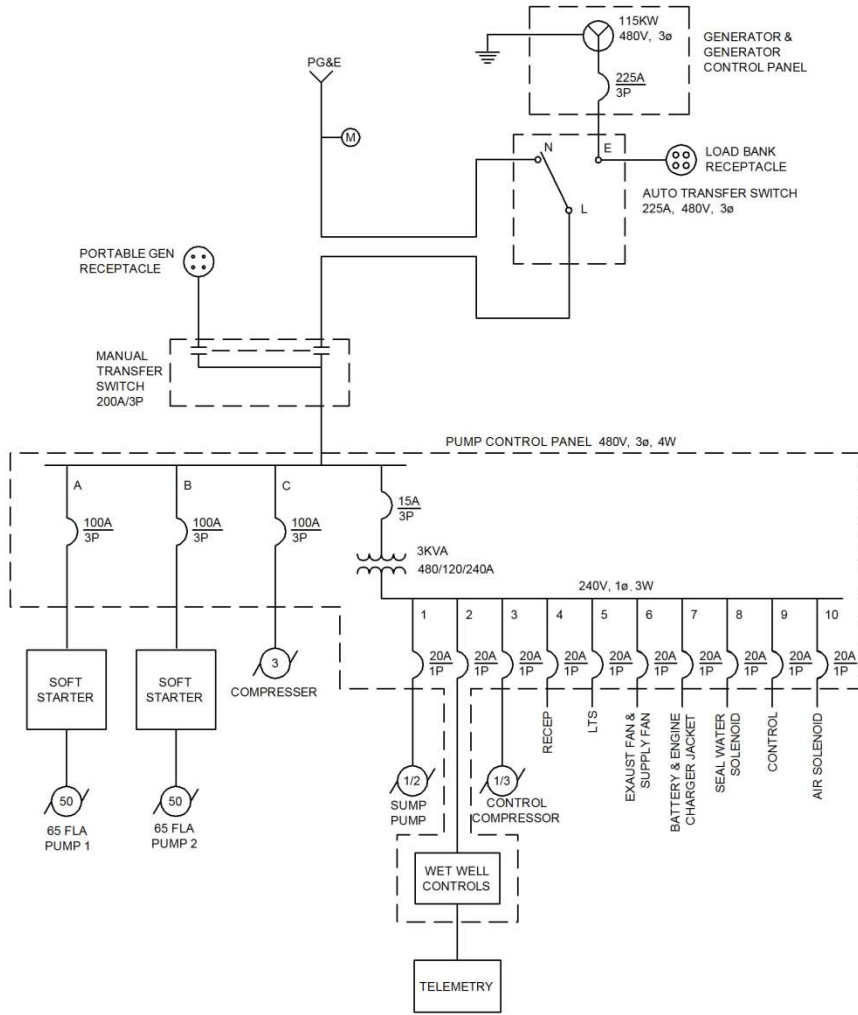 115KW
480V, 3ø
GENERATOR &
GENERATOR
CONTROL PANEL
225A
3P
PG&E
M
N
E
L
LOAD BANK
RECEPTACLE
AUTO TRANSFER SWITCH
225A, 480V, 3ø
PORTABLE GEN
RECEPTACLE
MANUAL
TRANSFER
SWITCH
200A/3P
PUMP CONTROL PANEL 480V, 3ø, 4W
A
B
C
100A
3P
100A
3P
100A
3P
15A
3P
3KVA
480/120/240A
240V, 1ø, 3W
1
2
3
4
5
6
7
8
9
10
20A
1P
20A
1P
20A
1P
20A
1P
20A
1P
20A
1P
20A
1P
20A
1P
20A
1P
20A
1P
SOFT
STARTER
SOFT
STARTER
3
COMPRESSER
RECEP
LTS
EXAUST FAN &
SUPPLY FAN
BATTERY & ENGINE
CHARGER JACKET
SEAL WATER
SOLENOID
CONTROL
AIR SOLENOID
50
65 FLA
PUMP 1
50
65 FLA
PUMP 2
1/2
SUMP
PUMP
1/3
CONTROL
COMPRESSOR
WET WELL
CONTROLS
TELEMETRY